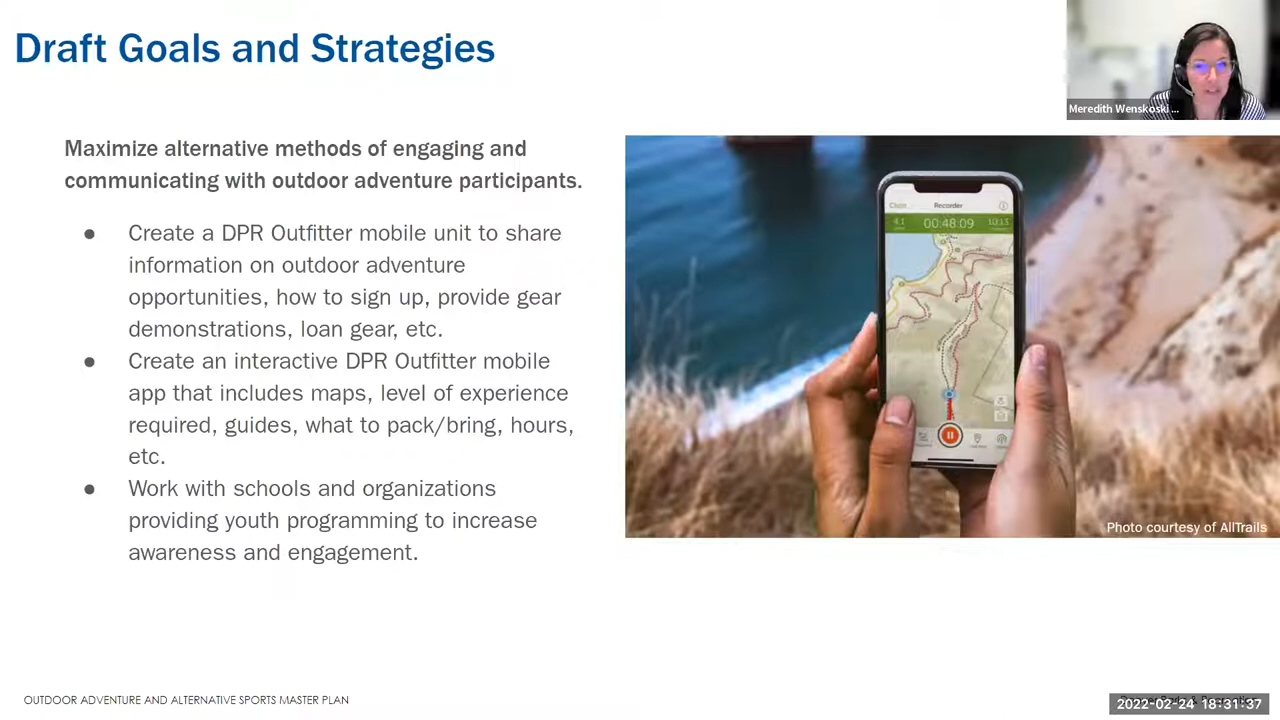 Draft Goals and Strategies
Meredith Wenskoski ...
Maximize alternative methods of engaging and
communicating with outdoor adventure participants.
● Create a DPR Outfitter mobile unit to share
information on outdoor adventure
opportunities, how to sign up, provide gear
demonstrations, loan gear, etc.
● Create an interactive DPR Outfitter mobile
app that includes maps, level of experience
required, guides, what to pack/bring, hours,
etc.
● Work with schools and organizations
providing youth programming to increase
awareness and engagement.
Recorder
4.1 00:48:09
Photo courtesy of AllTrails
OUTDOOR ADVENTURE AND ALTERNATIVE SPORTS MASTER PLAN
2022-02-24 18:31:37